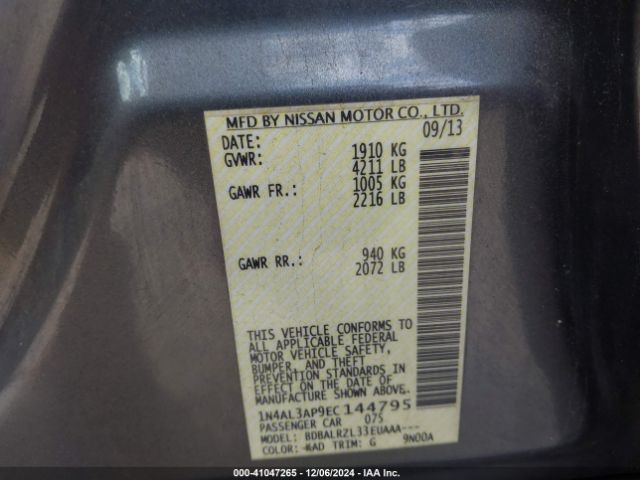 MFD BY NISSAN MOTOR CO., LTD.
DATE: 09/13
GVWR: 1910 KG
4211 LB
GAWR FR.: 1005 KG
2216 LB
GAWR RR.: 940 KG
2072 LB
THIS VEHICLE CONFORMS TO
ALL APPLICABLE FEDERAL
MOTOR VEHICLE SAFETY,
BUMPER, AND THEFT
PREVENTION STANDARDS IN
EFFECT ON THE DATE OF
MANUFACTURE SHOWN ABOVE.
1N4AL3AP9EC144795
PASSENGER CAR 075
MODEL: BDBALRZL33EUAAA---
COLOR: KAD TRIM: G 9N00A
000-41047265 - 12/06/2024 - IAA Inc.